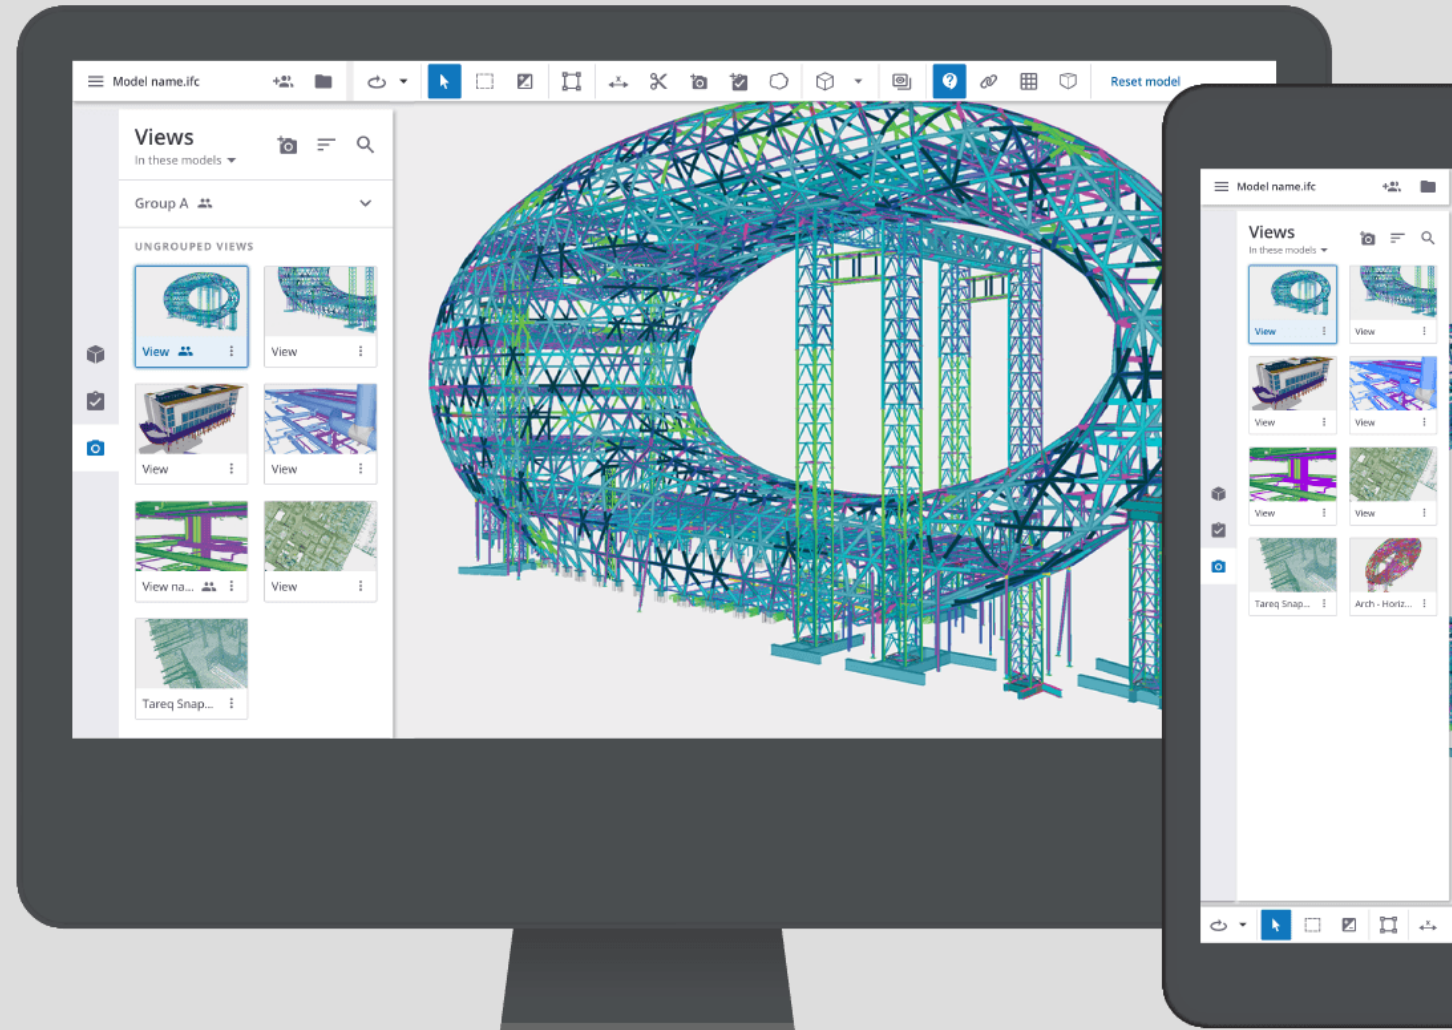 Model name.ifc
Reset model
Views
In these models
Group A
UNGROUPED VIEWS
View
View
View
View
View na...
View
Tareq Snap...
Model name.ifc
Views
In these models
View
View
View
View
View
View
Tareq Snap...
Arch - Horiz...